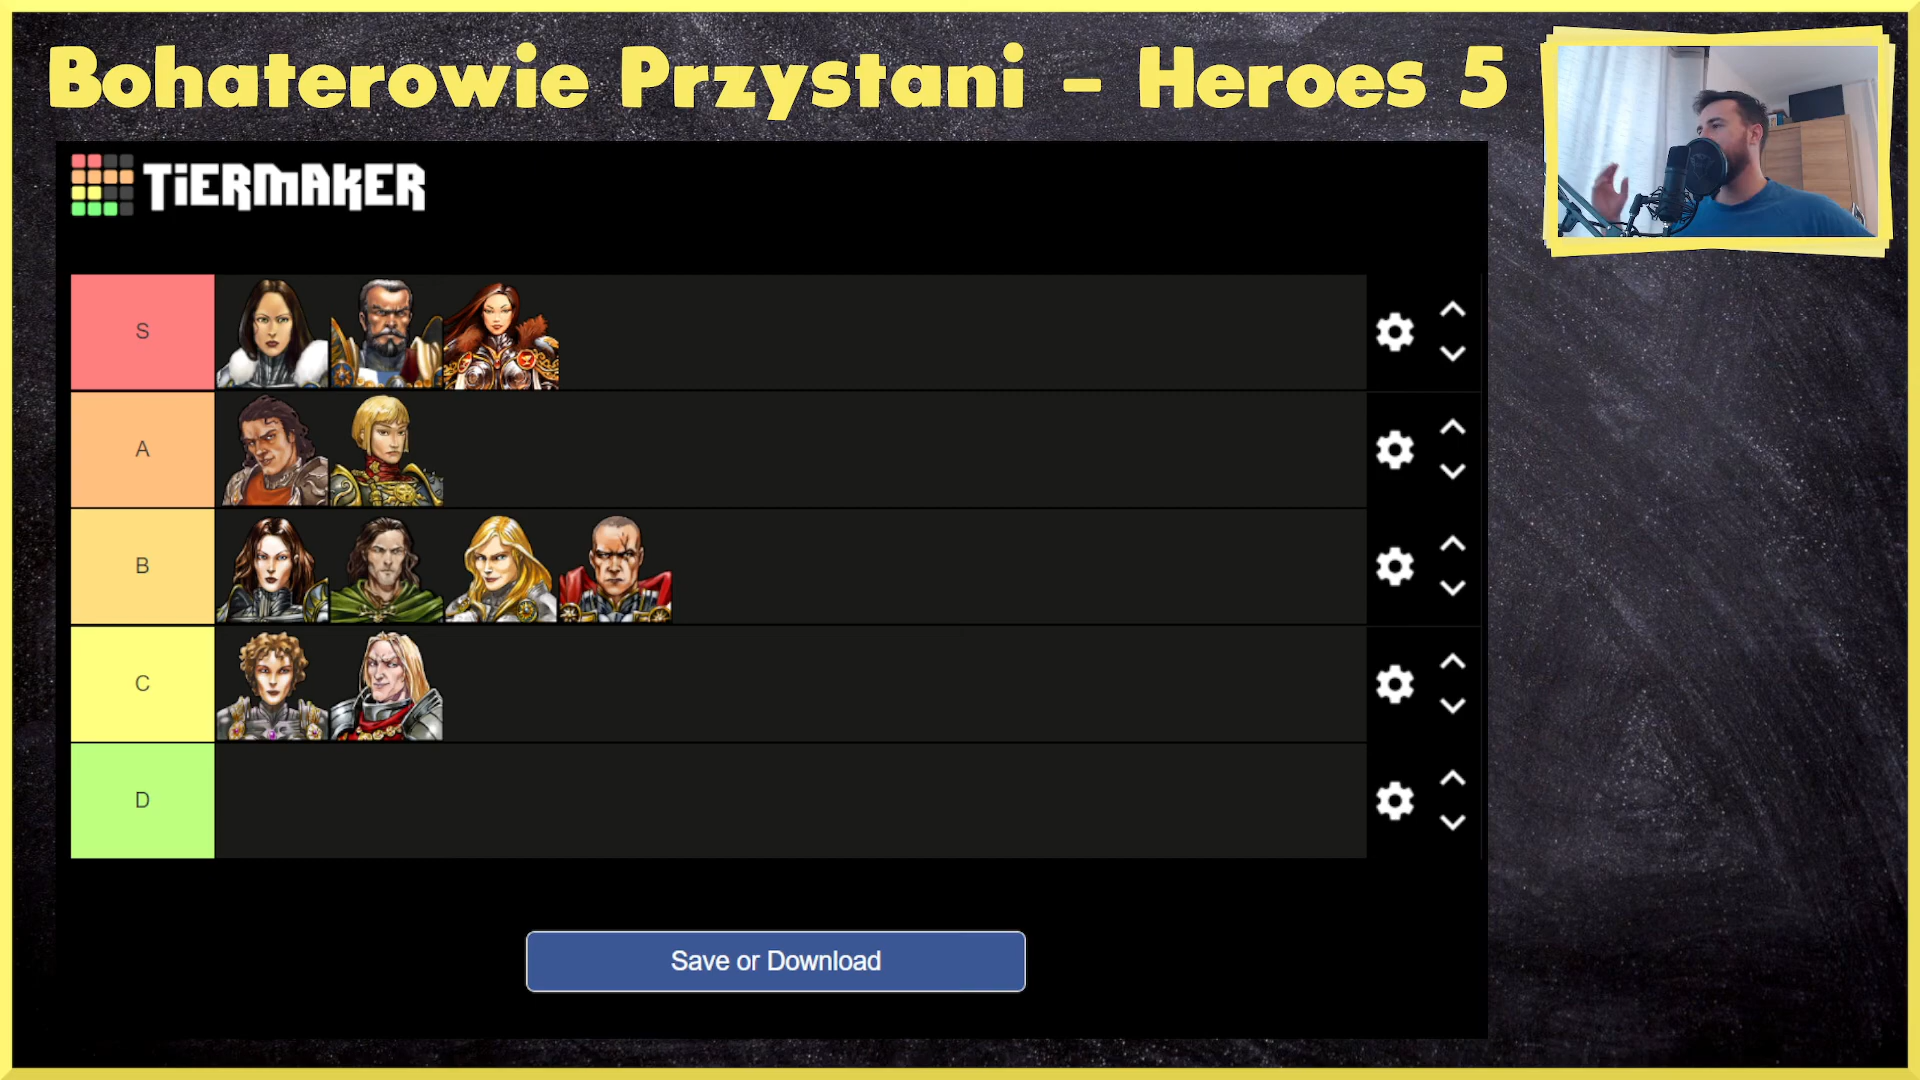 Bohaterowie Przystani - Heroes 5
TiERMAKER
S
A
B
C
D
Save or Download